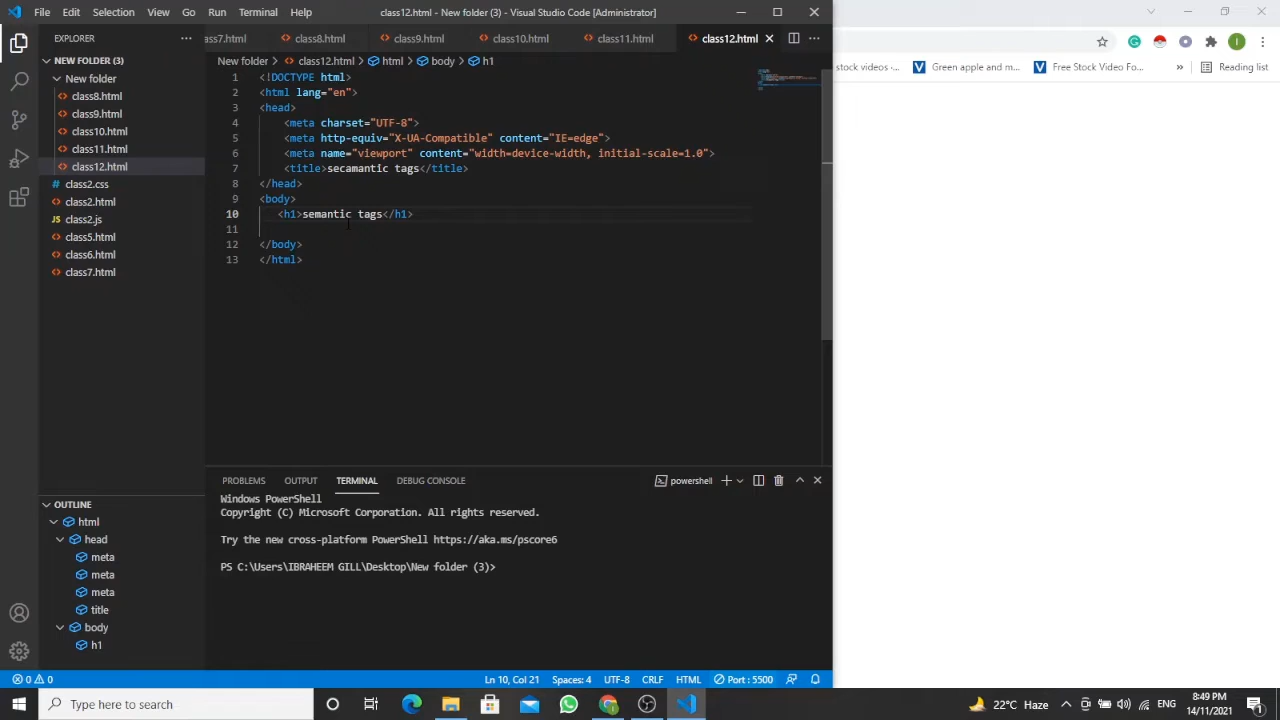 File Edit Selection View Go Run Terminal Help class12.html - New folder (3) - Visual Studio Code [Administrator]
EXPLORER
ss7.html class8.html class9.html class10.html class11.html class12.html
NEW FOLDER (3)
New folder > class12.html > html > body > h1
New folder
class8.html
class9.html
class10.html
class11.html
class12.html
class2.css
class2.html
class2.js
class5.html
class6.html
class7.html
1 <!DOCTYPE html>
2 <html lang="en">
3 <head>
4 <meta charset="UTF-8">
5 <meta http-equiv="X-UA-Compatible" content="IE=edge">
6 <meta name="viewport" content="width=device-width, initial-scale=1.0">
7 <title>secamantic tags</title>
8 </head>
9 <body>
10 <h1>semantic tags</h1>
11
12 </body>
13 </html>
stock videos -... Green apple and m... Free Stock Video Fo... » Reading list
I
OUTLINE
html
head
meta
meta
meta
title
body
h1
PROBLEMS OUTPUT TERMINAL DEBUG CONSOLE powershell
Windows PowerShell
Copyright (C) Microsoft Corporation. All rights reserved.
Try the new cross-platform PowerShell https://aka.ms/pscore6
PS C:\Users\IBRAHEEM GILL\Desktop\New folder (3)>
0 0 Ln 10, Col 21 Spaces: 4 UTF-8 CRLF HTML Port : 5500
Type here to search
22°C Haze ENG 8:49 PM
14/11/2021
1